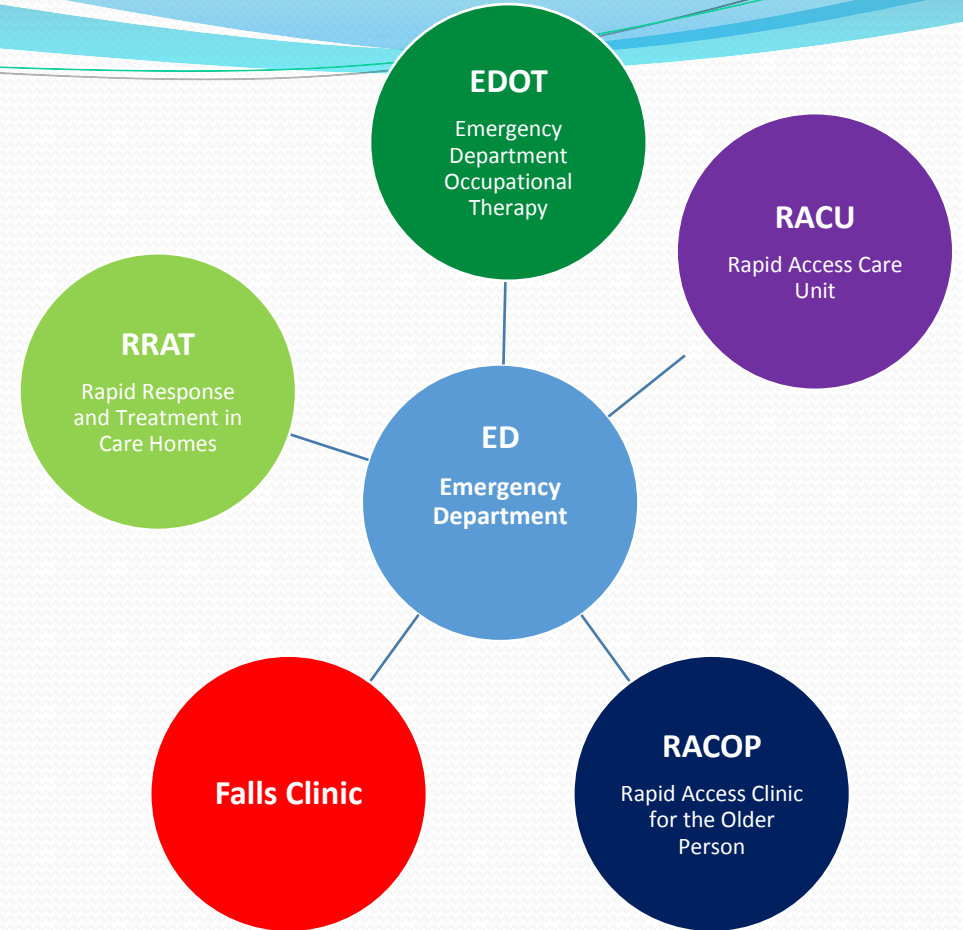 EDOT
Emergency
Department
Occupational
Therapy
RACU
Rapid Access Care
Unit
RRAT
Rapid Response
and Treatment in
Care Homes
ED
Emergency
Department
Falls Clinic
RACOP
Rapid Access Clinic
for the Older
Person